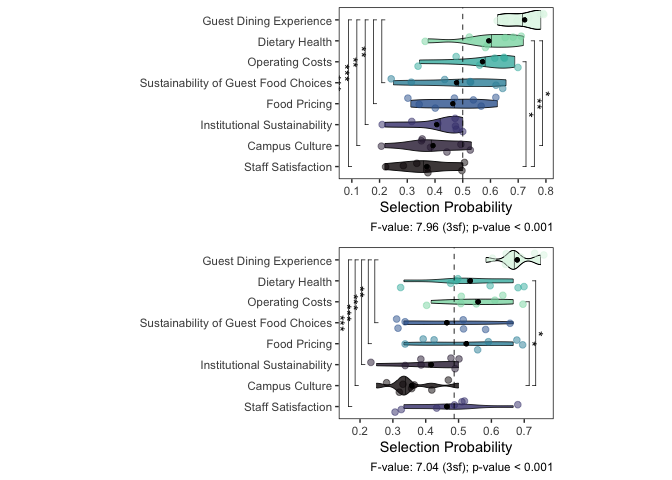 Guest Dining Experience
Dietary Health
Operating Costs
Sustainability of Guest Food Choices
Food Pricing
Institutional Sustainability
Campus Culture
Staff Satisfaction
0.1 0.2 0.3 0.4 0.5 0.6 0.7 0.8
Selection Probability
F-value: 7.96 (3sf); p-value < 0.001
Guest Dining Experience
Dietary Health
Operating Costs
Sustainability of Guest Food Choices
Food Pricing
Institutional Sustainability
Campus Culture
Staff Satisfaction
0.2 0.3 0.4 0.5 0.6 0.7
Selection Probability
F-value: 7.04 (3sf); p-value < 0.001